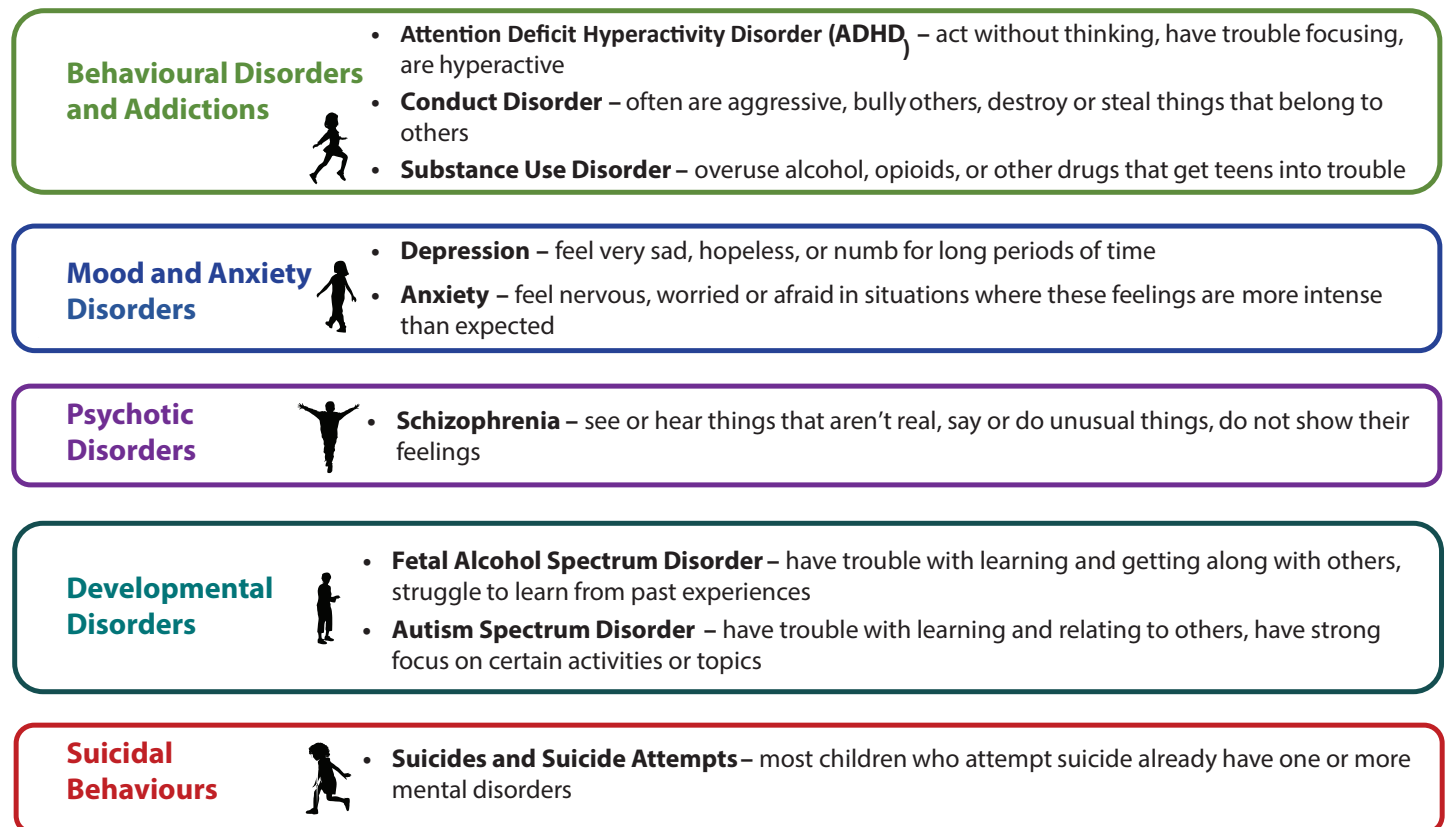 Behavioural Disorders
and Addictions
• Attention Deficit Hyperactivity Disorder (ADHD) – act without thinking, have trouble focusing,
are hyperactive
• Conduct Disorder – often are aggressive, bully others, destroy or steal things that belong to
others
• Substance Use Disorder – overuse alcohol, opioids, or other drugs that get teens into trouble
Mood and Anxiety
Disorders
• Depression – feel very sad, hopeless, or numb for long periods of time
• Anxiety – feel nervous, worried or afraid in situations where these feelings are more intense
than expected
Psychotic
Disorders
• Schizophrenia – see or hear things that aren't real, say or do unusual things, do not show their
feelings
Developmental
Disorders
• Fetal Alcohol Spectrum Disorder – have trouble with learning and getting along with others,
struggle to learn from past experiences
• Autism Spectrum Disorder – have trouble with learning and relating to others, have strong
focus on certain activities or topics
Suicidal
Behaviours
• Suicides and Suicide Attempts – most children who attempt suicide already have one or more
mental disorders